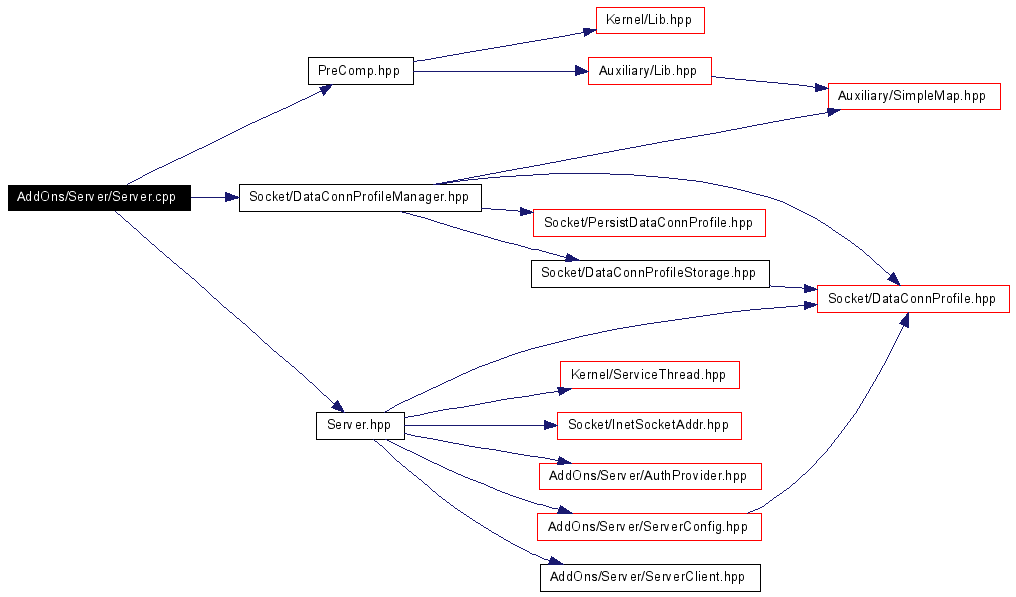 Kernel/Lib.hpp
PreComp.hpp
Auxiliary/Lib.hpp
Auxiliary/SimpleMap.hpp
AddOns/Server/Server.cpp
Socket/DataConnProfileManager.hpp
Socket/PersistDataConnProfile.hpp
Socket/DataConnProfileStorage.hpp
Socket/DataConnProfile.hpp
Kernel/ServiceThread.hpp
Server.hpp
Socket/InetSocketAddr.hpp
AddOns/Server/AuthProvider.hpp
AddOns/Server/ServerConfig.hpp
AddOns/Server/ServerClient.hpp